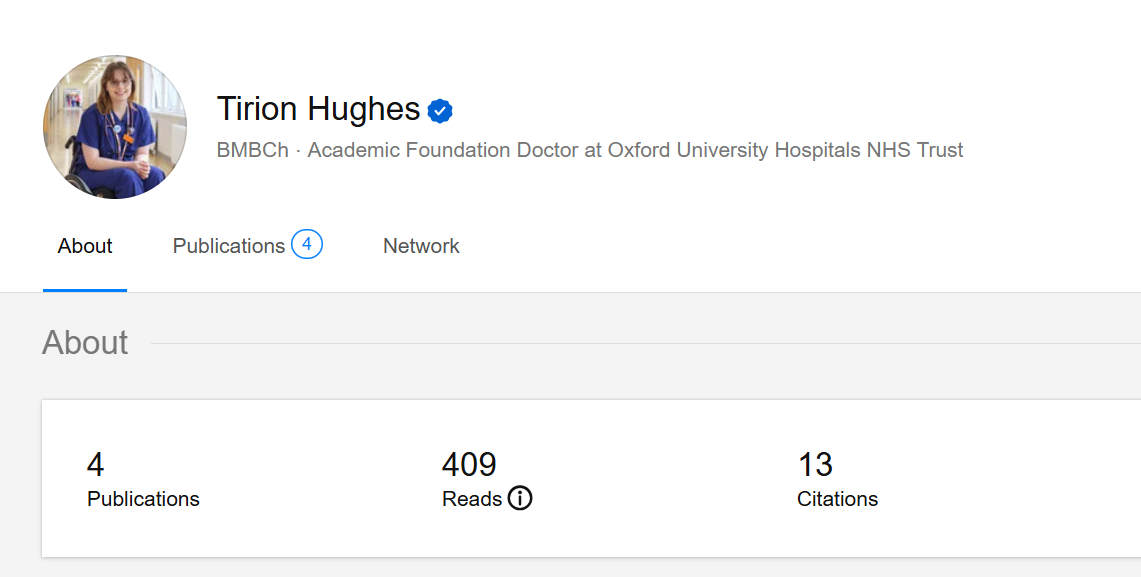 Tirion Hughes
BMBCh · Academic Foundation Doctor at Oxford University Hospitals NHS Trust
About
Publications 4
Network
About
4
Publications
409
Reads
13
Citations